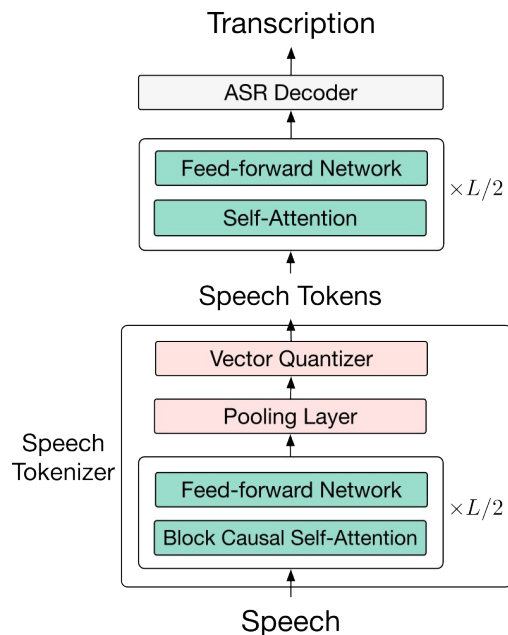 Transcription
ASR Decoder
Feed-forward Network
Self-Attention
×L/2
Speech Tokens
Vector Quantizer
Pooling Layer
Speech
Tokenizer
Feed-forward Network
Block Causal Self-Attention
×L/2
Speech